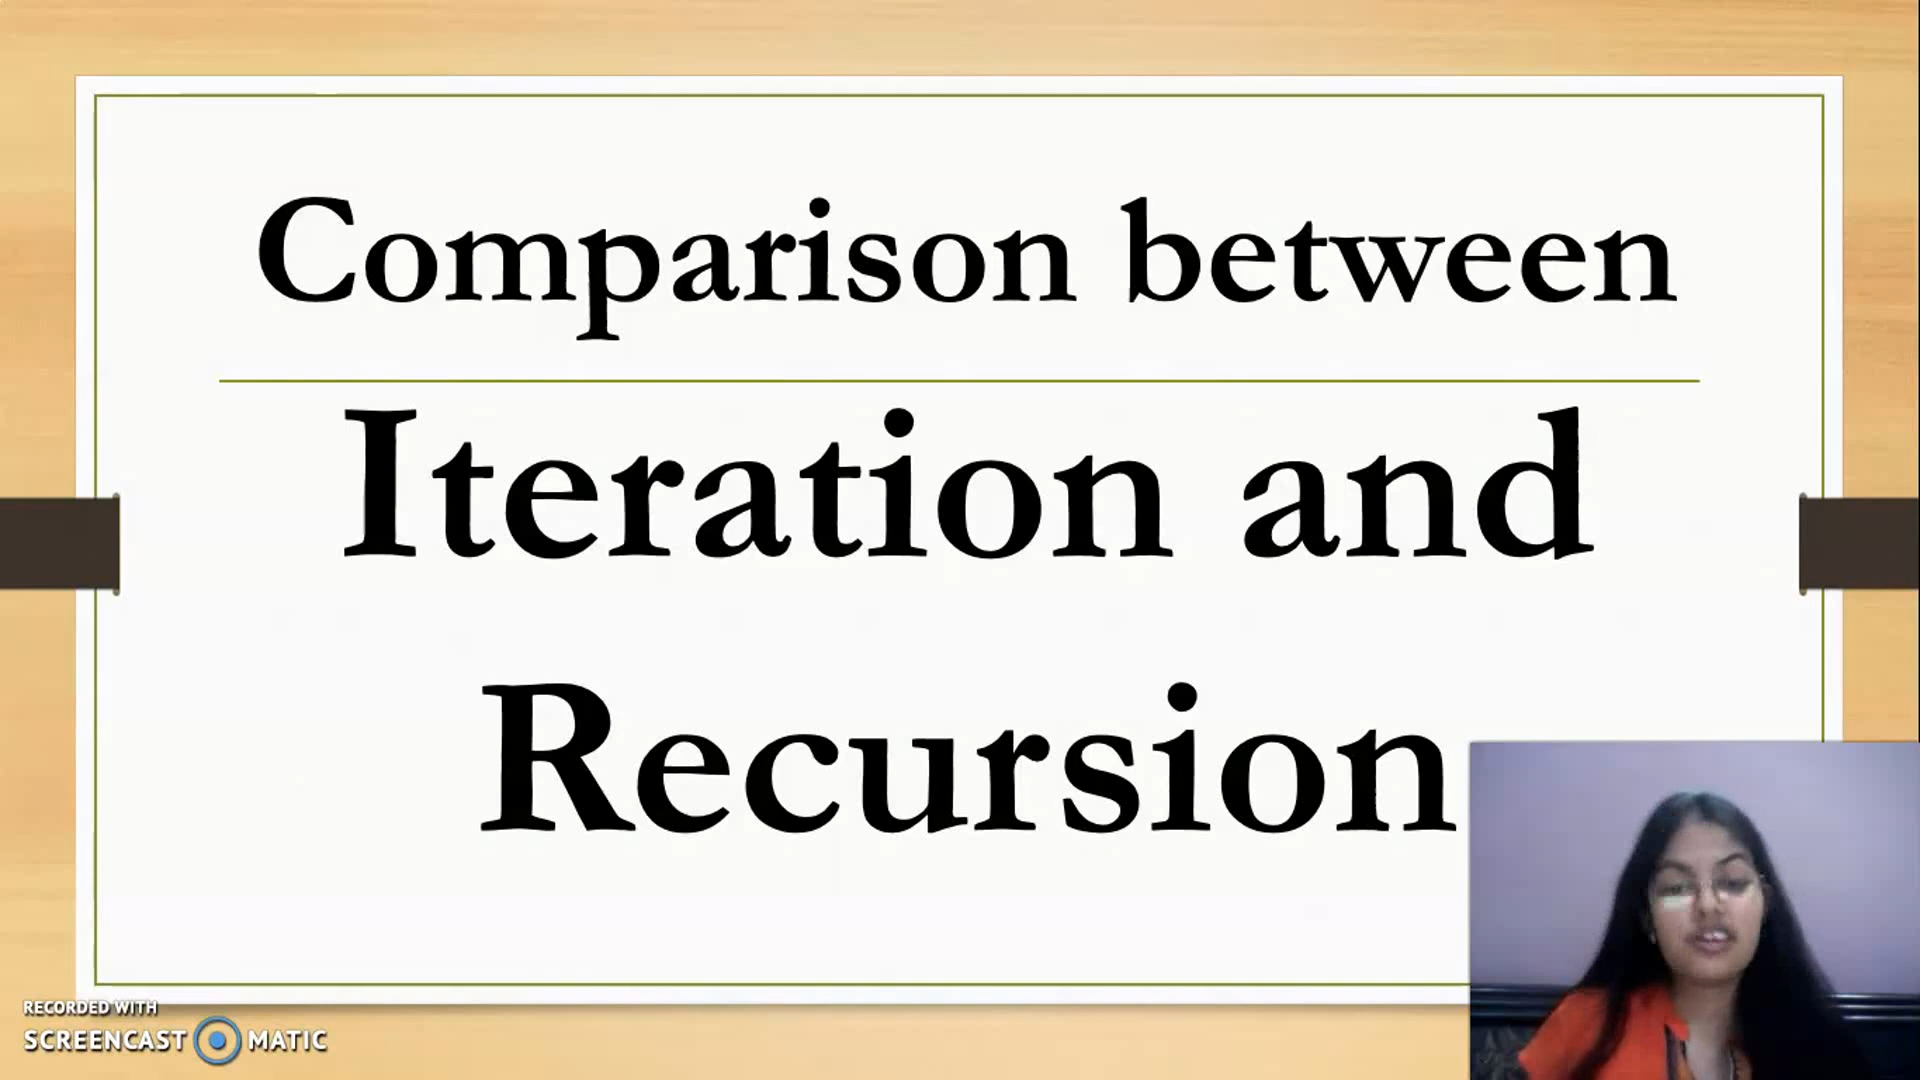 Comparison between
Iteration and
Recursion
RECORDED WITH
SCREENCAST MATIC